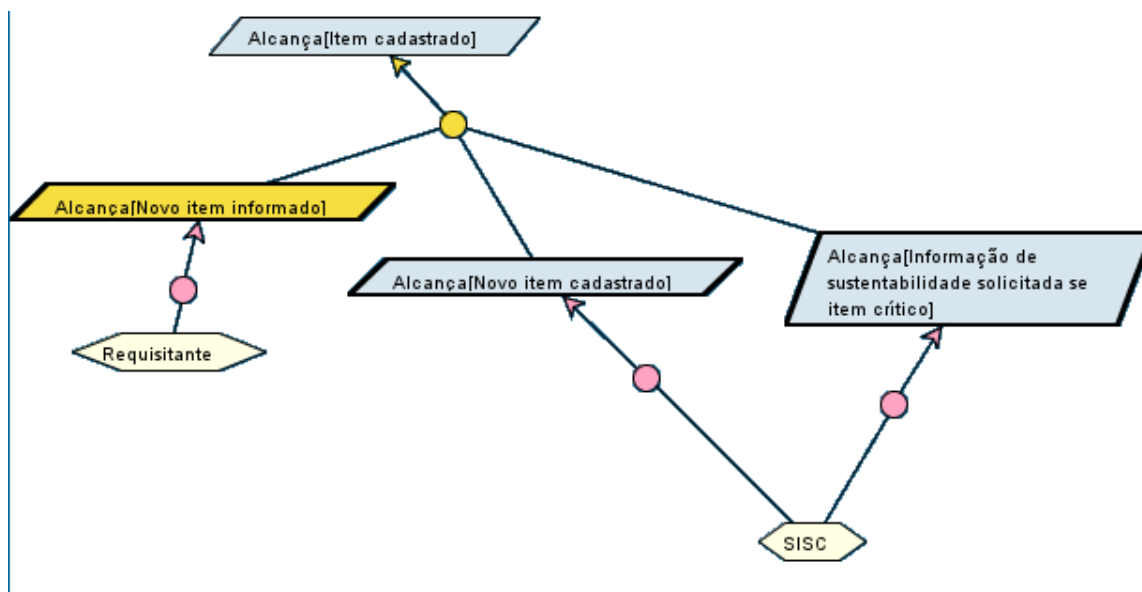 Alcança[Item cadastrado]
Alcança[Novo item informado]
Alcança[Novo item cadastrado]
Alcança[Informação de
sustentabilidade solicitada se
item crítico]
Requisitante
SISC